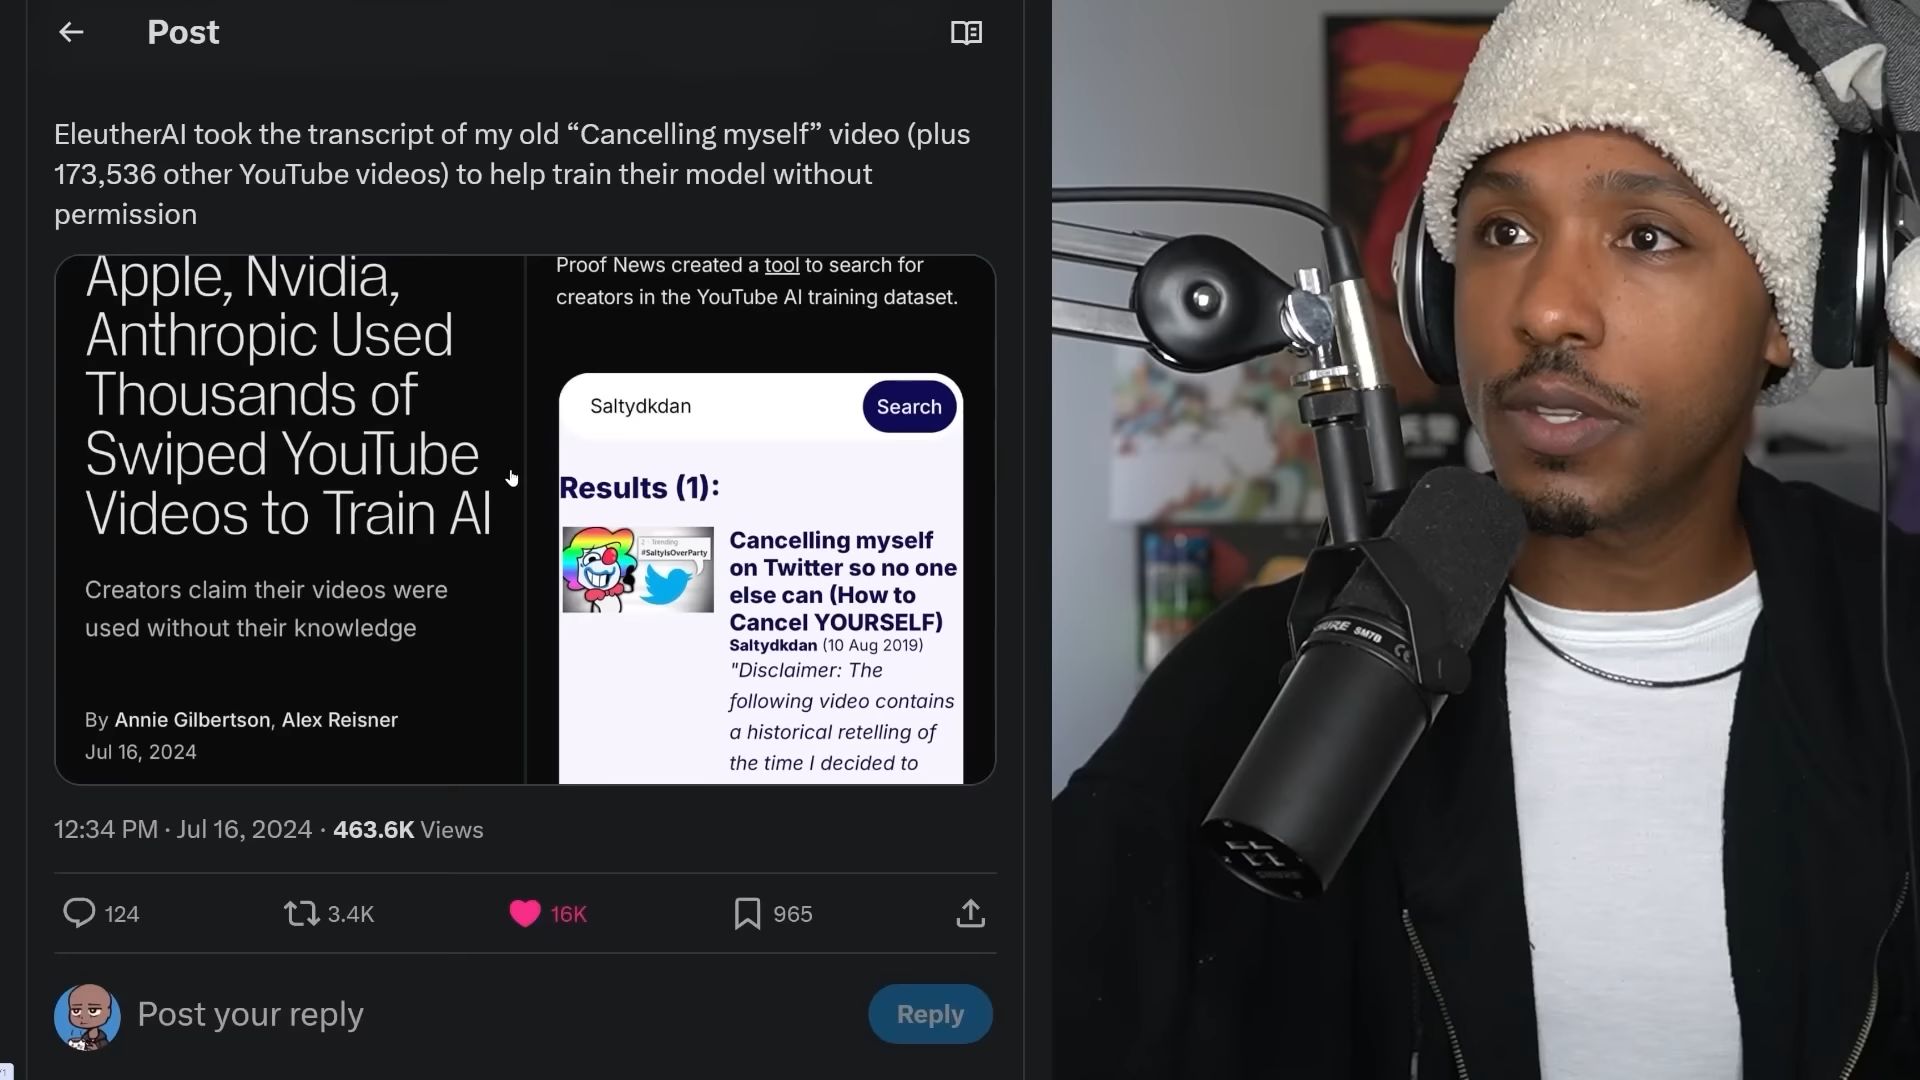 Post
EleutherAI took the transcript of my old “Cancelling myself” video (plus
173,536 other YouTube videos) to help train their model without
permission
Apple, Nvidia,
Anthropic Used
Thousands of
Swiped YouTube
Videos to Train AI
Creators claim their videos were
used without their knowledge
By Annie Gilbertson, Alex Reisner
Jul 16, 2024
Proof News created a tool to search for
creators in the YouTube AI training dataset.
Saltydkdan
Search
Results (1):
2 · Trending
#SaltyIsOverParty
Cancelling myself
on Twitter so no one
else can (How to
Cancel YOURSELF)
Saltydkdan (10 Aug 2019)
"Disclaimer: The
following video contains
a historical retelling of
the time I decided to
12:34 PM · Jul 16, 2024 · 463.6K Views
124
3.4K
16K
965
Post your reply
Reply
SHURE SM7B